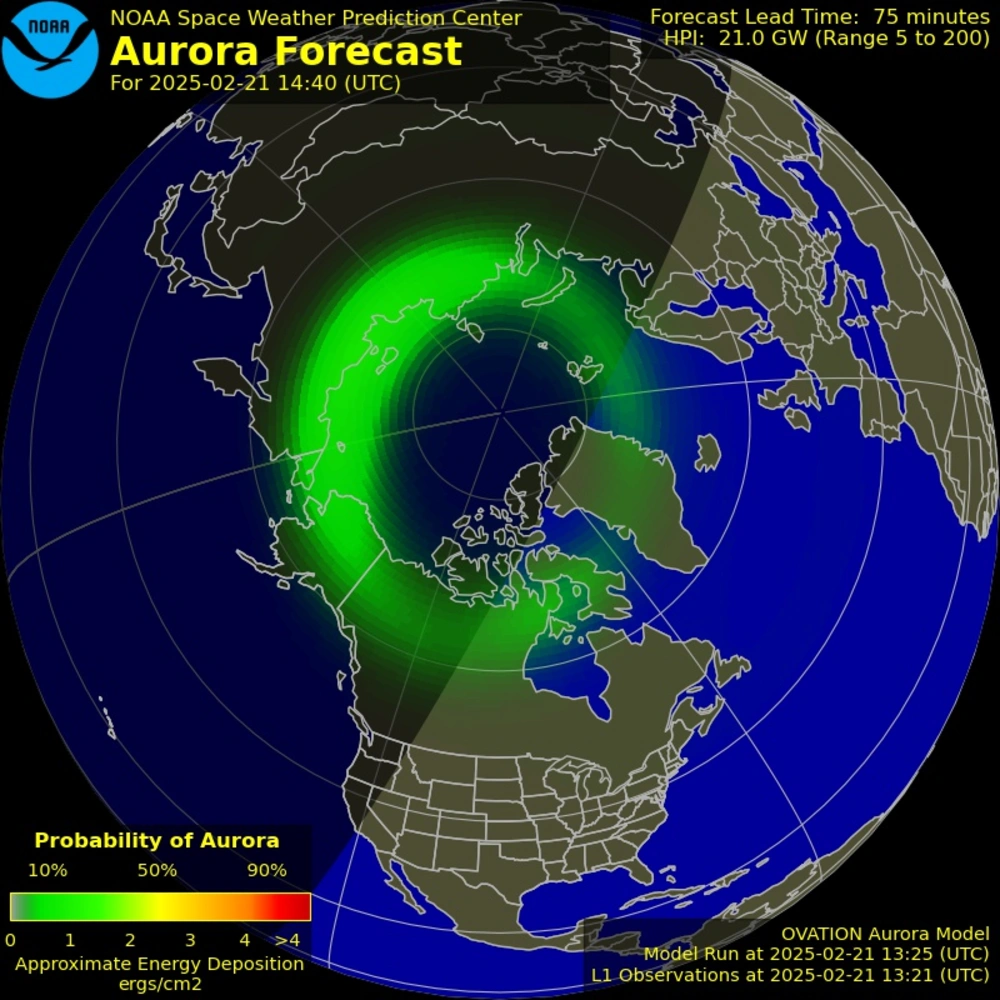 NOAA
NOAA Space Weather Prediction Center
Aurora Forecast
For 2025-02-21 14:40 (UTC)
Forecast Lead Time: 75 minutes
HPI: 21.0 GW (Range 5 to 200)
Probability of Aurora
10% 50% 90%
0 1 2 3 4 >4
Approximate Energy Deposition
ergs/cm2
OVATION Aurora Model
Model Run at 2025-02-21 13:25 (UTC)
L1 Observations at 2025-02-21 13:21 (UTC)